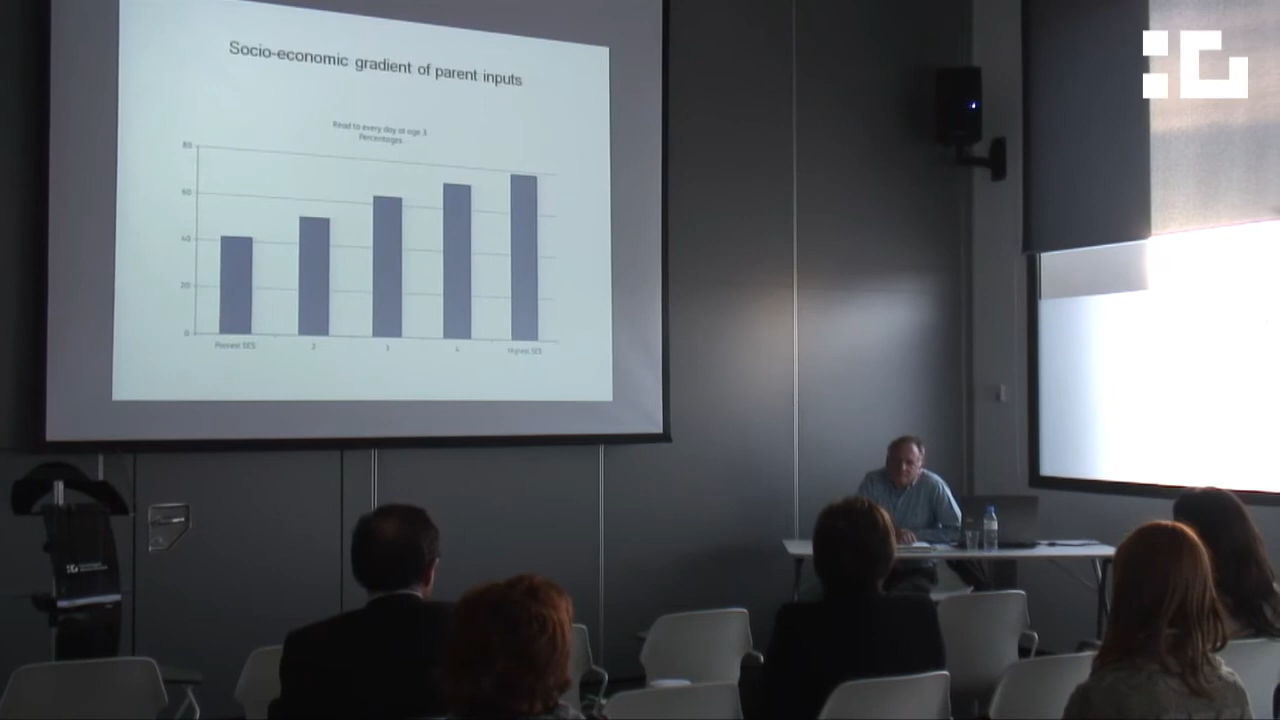 Socio-economic gradient of parent inputs
Read to every day at age 3
Percentages
80
60
40
20
0
Poorest SES
2
3
4
Highest SES